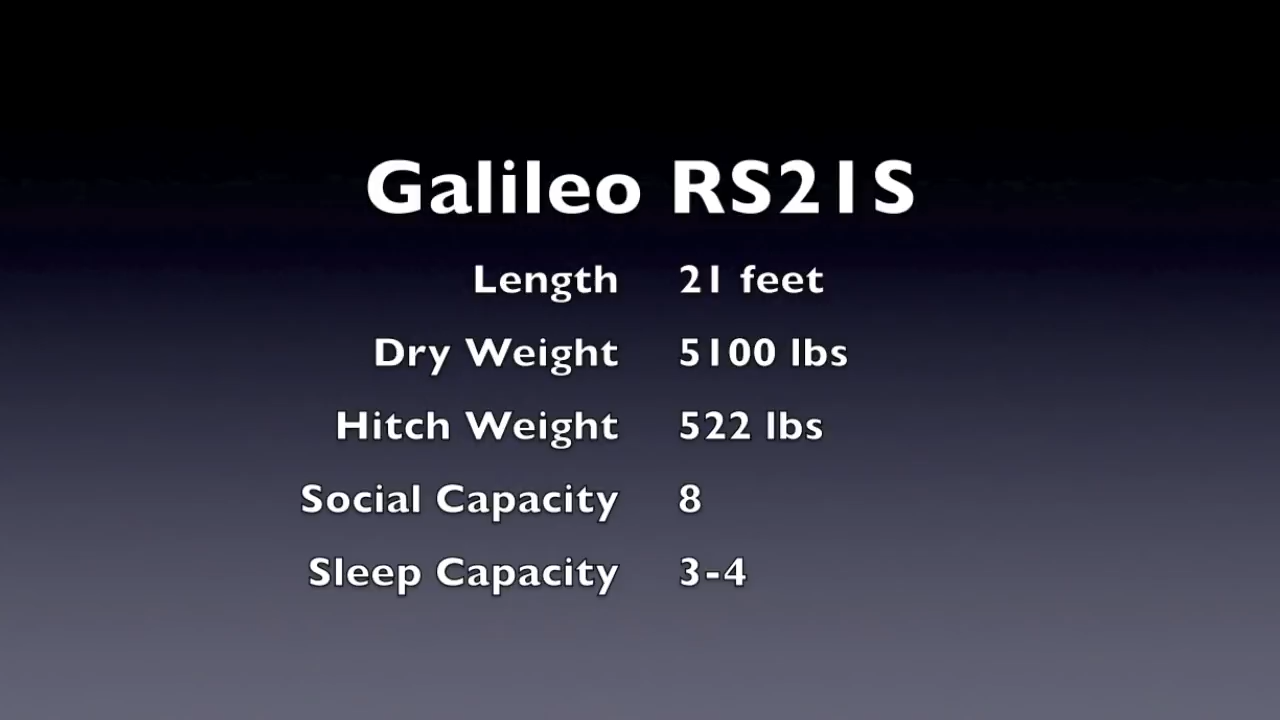 Galileo RS21S
Length 21 feet
Dry Weight 5100 lbs
Hitch Weight 522 lbs
Social Capacity 8
Sleep Capacity 3-4